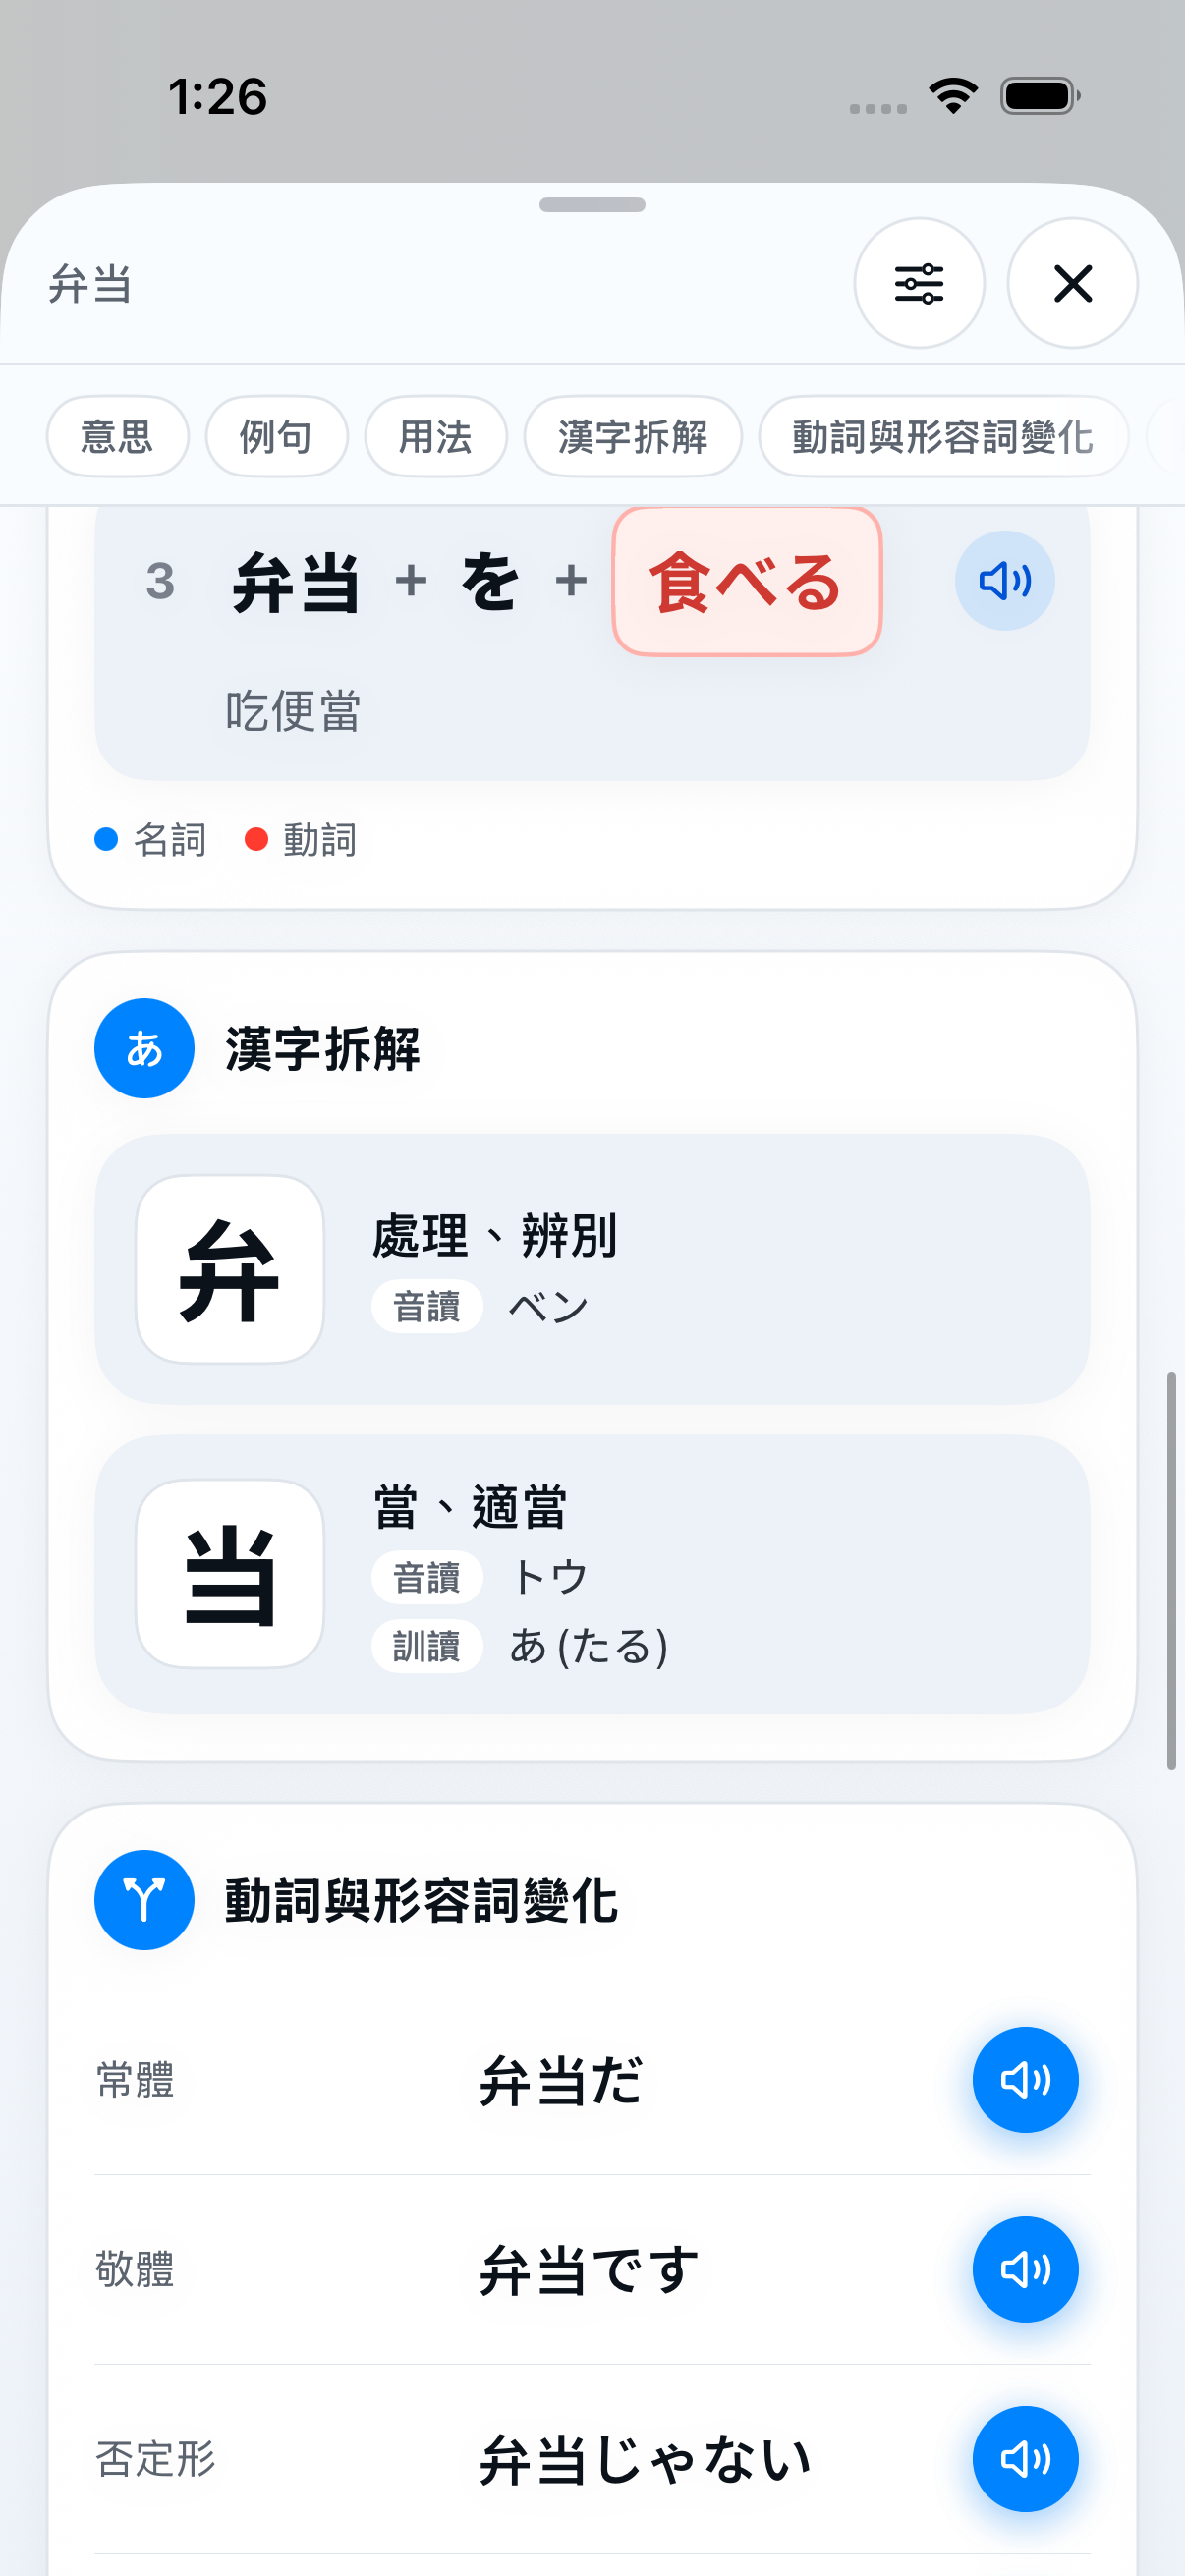 1:26
弁当
意思 例句 用法 漢字拆解 動詞與形容詞變化
3 弁当 + を + 食べる
吃便當
名詞 動詞
あ 漢字拆解
弁
處理、辨別
音讀 ベン
当
當、適當
音讀 トウ
訓讀 あ (たる)
動詞與形容詞變化
常體 弁当だ
敬體 弁当です
否定形 弁当じゃない